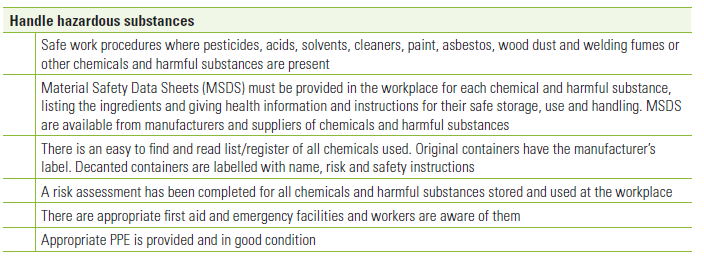 Handle hazardous substances
Safe work procedures where pesticides, acids, solvents, cleaners, paint, asbestos, wood dust and welding fumes or
other chemicals and harmful substances are present
Material Safety Data Sheets (MSDS) must be provided in the workplace for each chemical and harmful substance,
listing the ingredients and giving health information and instructions for their safe storage, use and handling. MSDS
are available from manufacturers and suppliers of chemicals and harmful substances
There is an easy to find and read list/register of all chemicals used. Original containers have the manufacturer’s
label. Decanted containers are labelled with name, risk and safety instructions
A risk assessment has been completed for all chemicals and harmful substances stored and used at the workplace
There are appropriate first aid and emergency facilities and workers are aware of them
Appropriate PPE is provided and in good condition